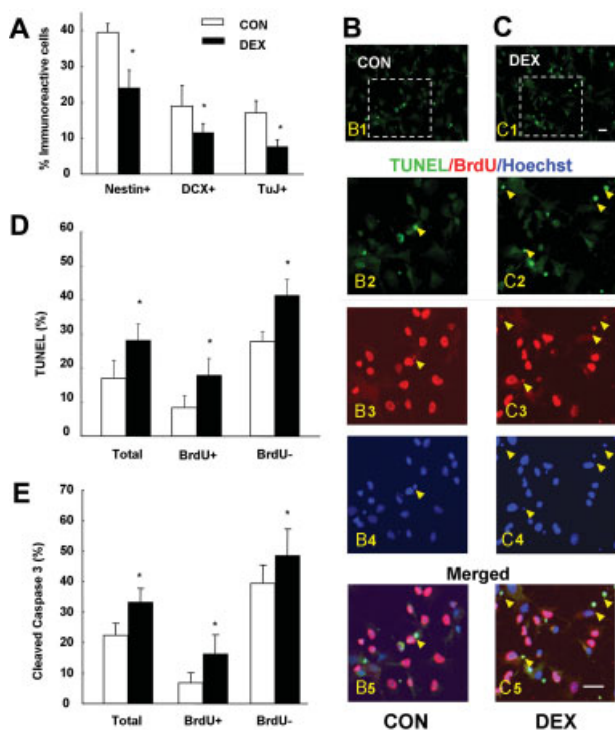 A
% Immunoreactive cells
40
30
20
10
0
CON
DEX
*
*
*
Nestin+ DCX+ TuJ+
B C
CON DEX
B1 C1
TUNEL/BrdU/Hoechst
B2 C2
B3 C3
B4 C4
Merged
B5 C5
CON DEX
D
TUNEL (%)
60
50
40
30
20
10
0
*
*
*
Total BrdU+ BrdU-
E
Cleaved Caspase 3 (%)
70
60
50
40
30
20
10
0
*
*
*
Total BrdU+ BrdU-